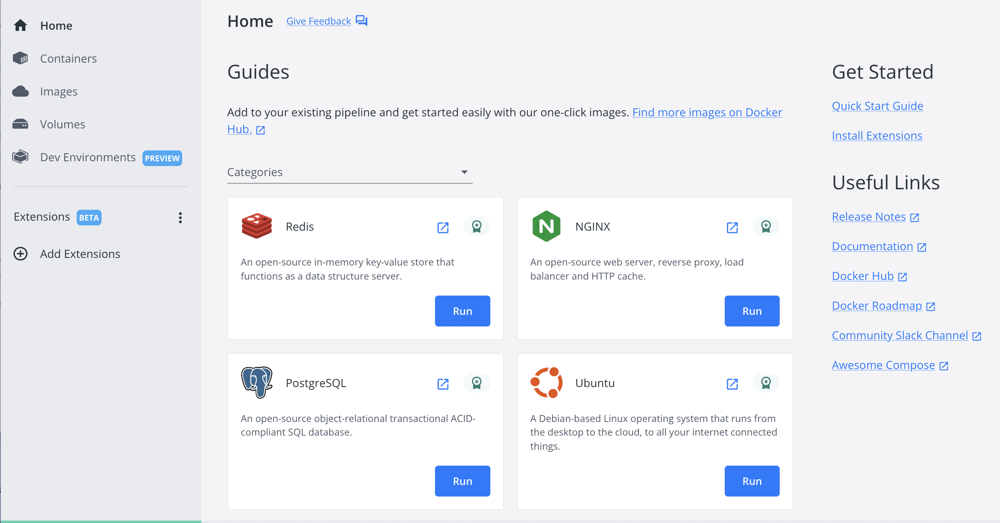 Home
Containers
Images
Volumes
Dev Environments PREVIEW
Extensions BETA
Add Extensions
Home Give Feedback
Guides
Add to your existing pipeline and get started easily with our one-click images. Find more images on Docker
Hub.
Categories
Redis
An open-source in-memory key-value store that
functions as a data structure server.
Run
NGINX
An open-source web server, reverse proxy, load
balancer and HTTP cache.
Run
PostgreSQL
An open-source object-relational transactional ACID-
compliant SQL database.
Run
Ubuntu
A Debian-based Linux operating system that runs from
the desktop to the cloud, to all your internet connected
things.
Run
Get Started
Quick Start Guide
Install Extensions
Useful Links
Release Notes
Documentation
Docker Hub
Docker Roadmap
Community Slack Channel
Awesome Compose